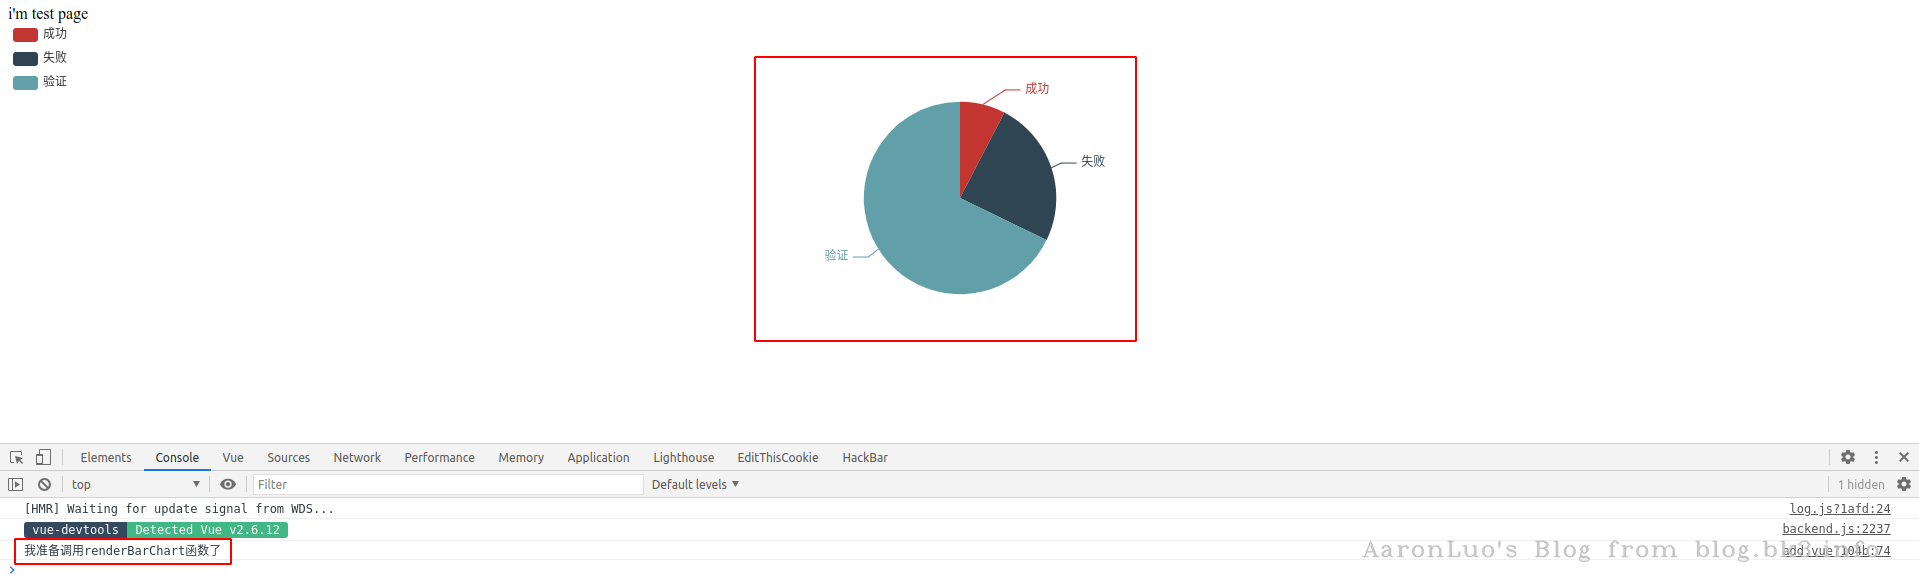 i'm test page
成功
失败
验证
成功
失败
验证
Elements Console Vue Sources Network Performance Memory Application Lighthouse EditThisCookie HackBar
top Filter Default levels 1 hidden
[HMR] Waiting for update signal from WDS... log.js?1afd:24
vue-devtools Detected Vue v2.6.12 backend.js:2237
我准备调用renderBarChart函数了 add.vue?104b:74
AaronLuo's Blog from